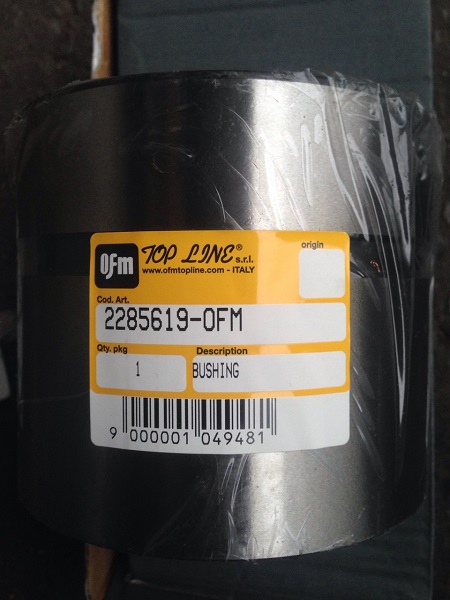 OFM TOP LINE® s.r.l.
www.ofmtopline.com - ITALY
origin
Cod. Art.
2285619-OFM
Qty. pkg Description
1 BUSHING
9 000001 049481